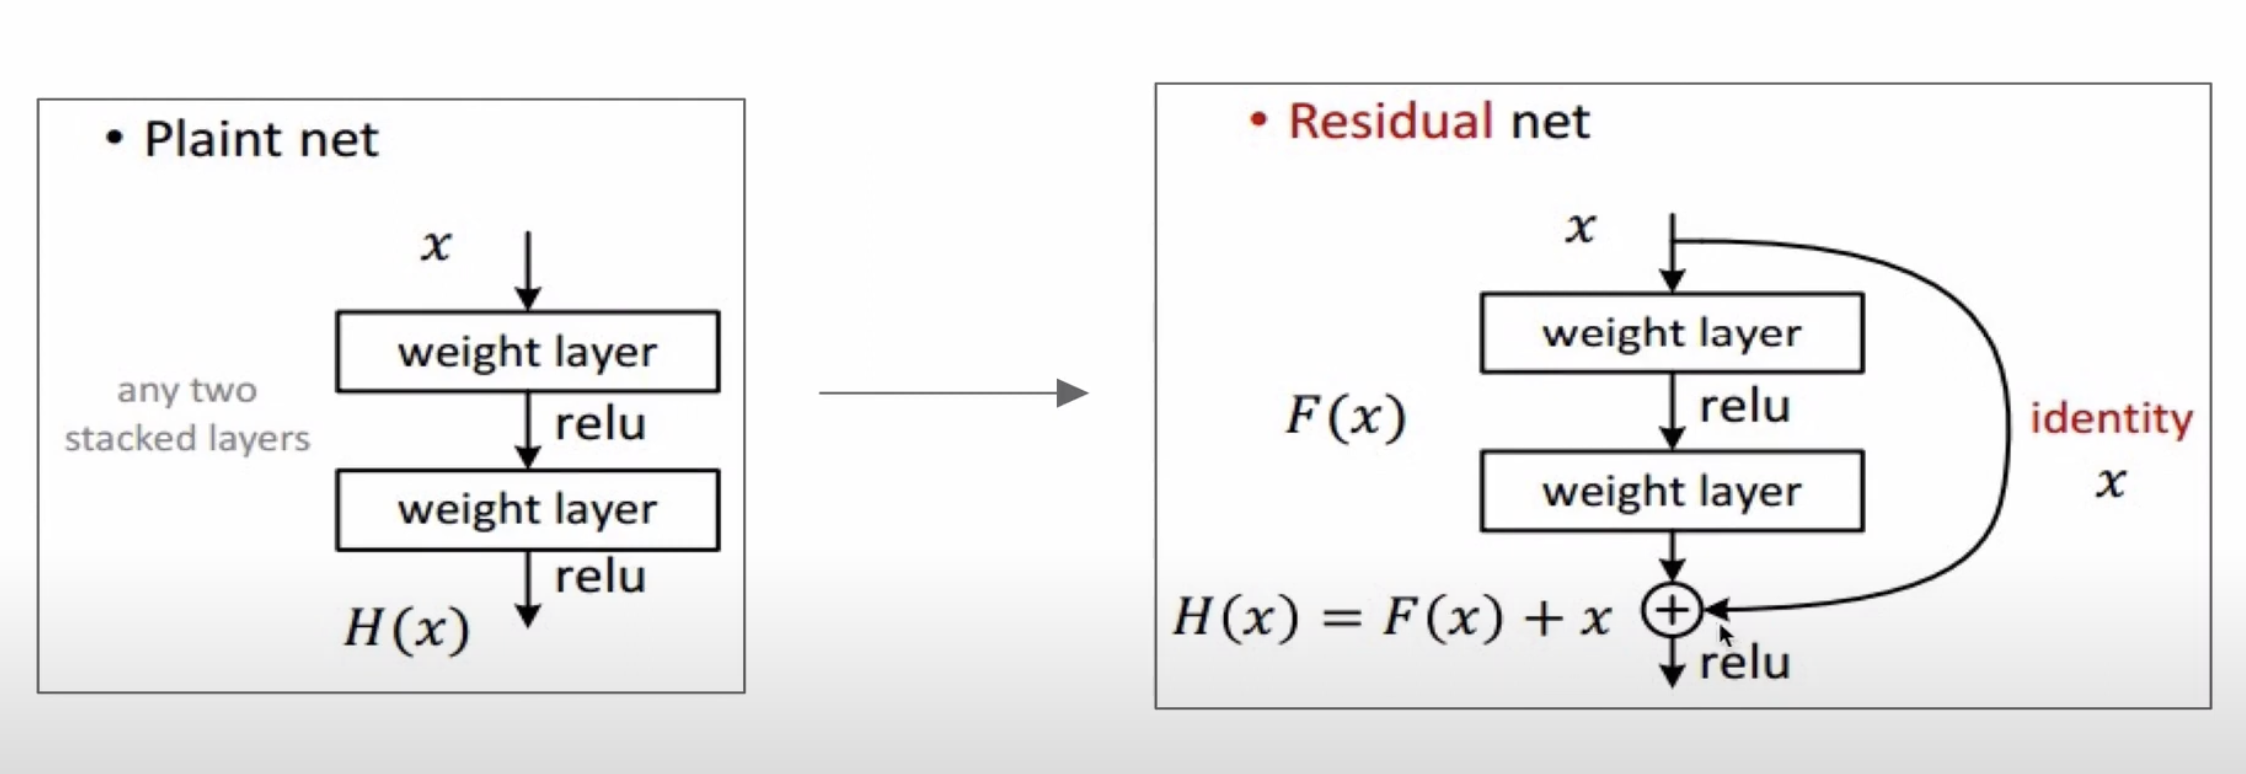 • Plaint net
x
weight layer
any two
stacked layers
relu
weight layer
relu
H(x)
• Residual net
x
weight layer
F(x)
relu
identity
x
weight layer
H(x) = F(x) + x
+
relu